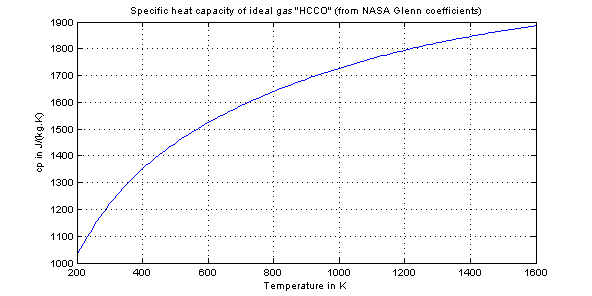 Specific heat capacity of ideal gas "HCCO" (from NASA Glenn coefficients)
1900
1800
1700
1600
1500
1400
1300
1200
1100
1000
cp in J/(kg.K)
200 400 600 800 1000 1200 1400 1600
Temperature in K